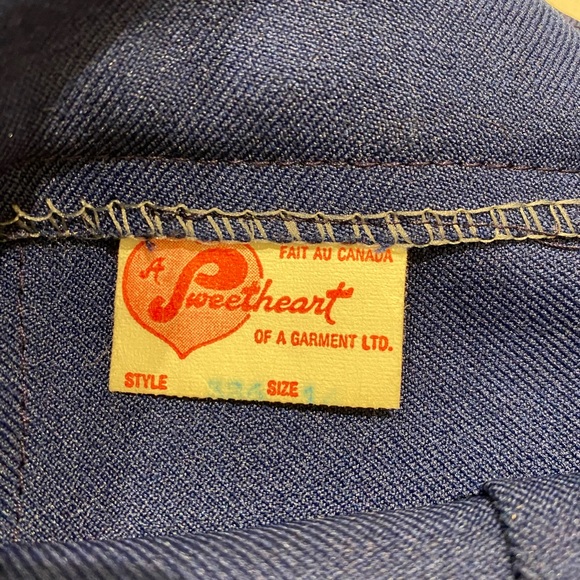 FAIT AU CANADA
A Sweetheart
OF A GARMENT LTD.
STYLE SIZE